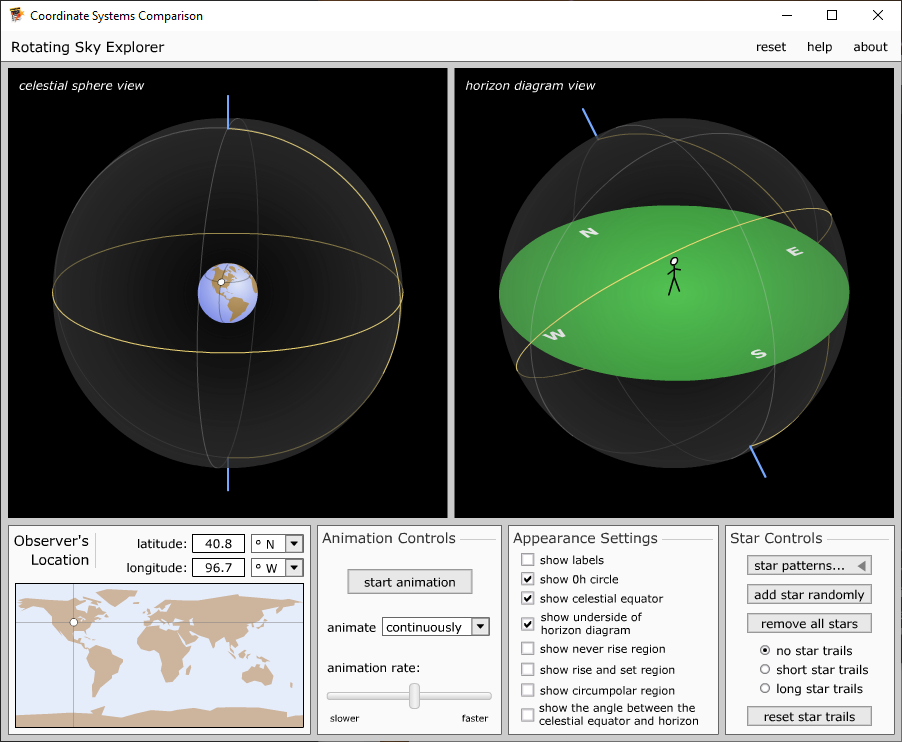 Coordinate Systems Comparison
Rotating Sky Explorer
reset help about
celestial sphere view
horizon diagram view
N
E
W
S
Observer's
Location
latitude: 40.8 ° N
longitude: 96.7 ° W
Animation Controls
start animation
animate continuously
animation rate:
slower faster
Appearance Settings
show labels
show 0h circle
show celestial equator
show underside of
horizon diagram
show never rise region
show rise and set region
show circumpolar region
show the angle between the
celestial equator and horizon
Star Controls
star patterns...
add star randomly
remove all stars
no star trails
short star trails
long star trails
reset star trails